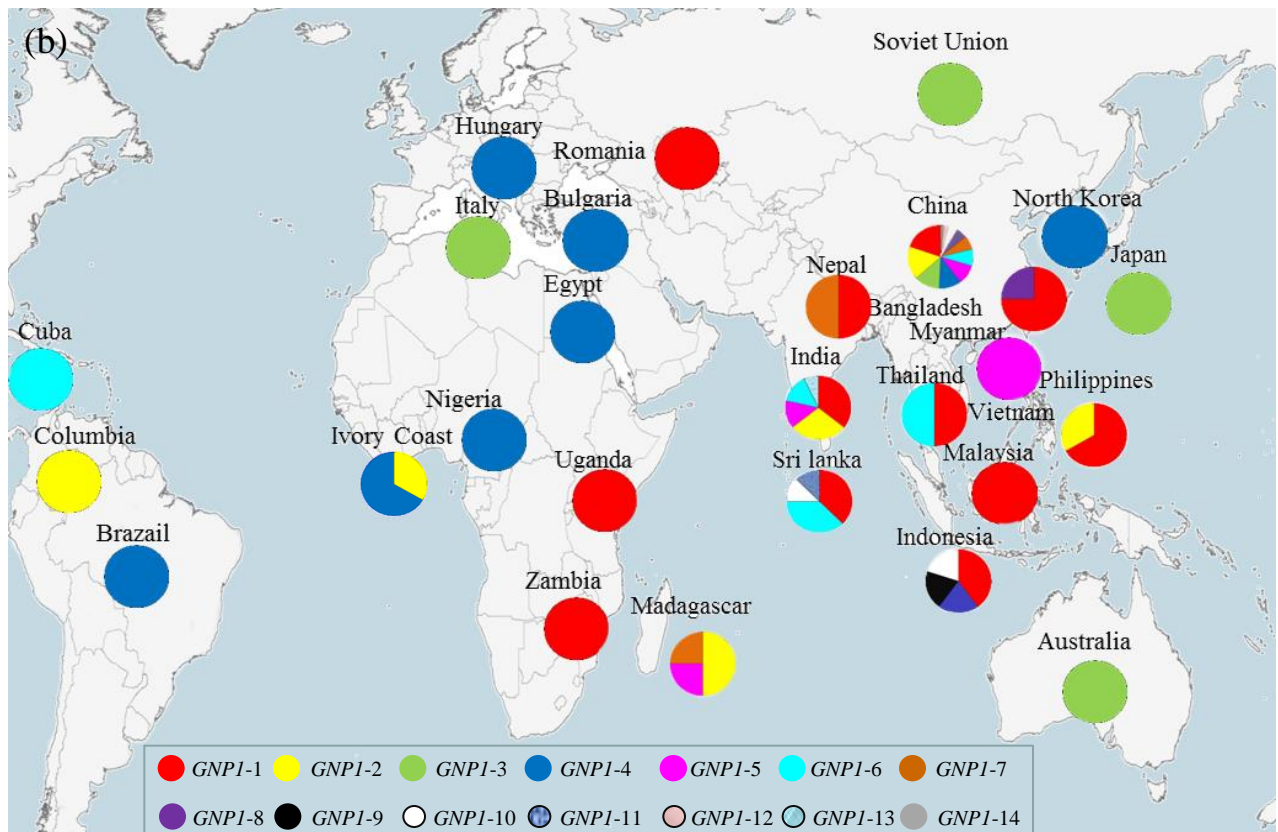 (b)
Soviet Union
Hungary
Romania
Italy
Bulgaria
China
North Korea
Nepal
Japan
Egypt
Bangladesh
Myanmar
Cuba
India
Thailand
Philippines
Nigeria
Vietnam
Columbia
Ivory Coast
Uganda
Sri lanka
Malaysia
Brazail
Indonesia
Zambia
Madagascar
Australia
GNP1-1 GNP1-2 GNP1-3 GNP1-4 GNP1-5 GNP1-6 GNP1-7
GNP1-8 GNP1-9 GNP1-10 GNP1-11 GNP1-12 GNP1-13 GNP1-14